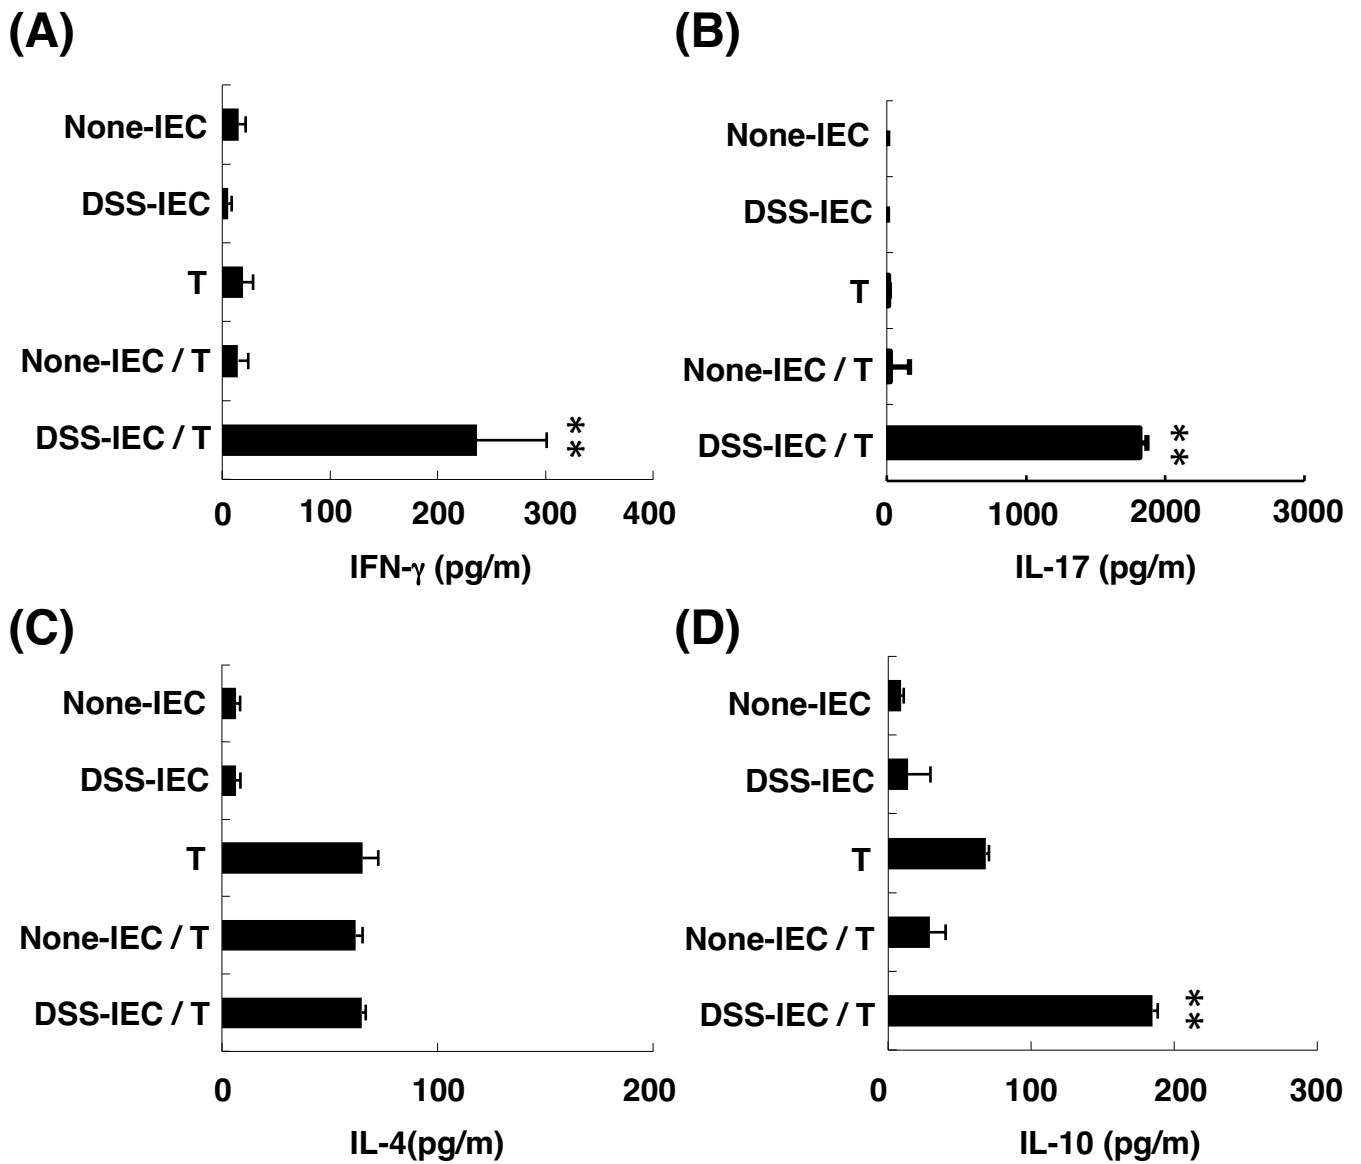 (A)
None-IEC
DSS-IEC
T
None-IEC / T
DSS-IEC / T
**
0 100 200 300 400
IFN-γ (pg/m)
(B)
None-IEC
DSS-IEC
T
None-IEC / T
DSS-IEC / T
**
0 1000 2000 3000
IL-17 (pg/m)
(C)
None-IEC
DSS-IEC
T
None-IEC / T
DSS-IEC / T
0 100 200
IL-4(pg/m)
(D)
None-IEC
DSS-IEC
T
None-IEC / T
DSS-IEC / T
**
0 100 200 300
IL-10 (pg/m)